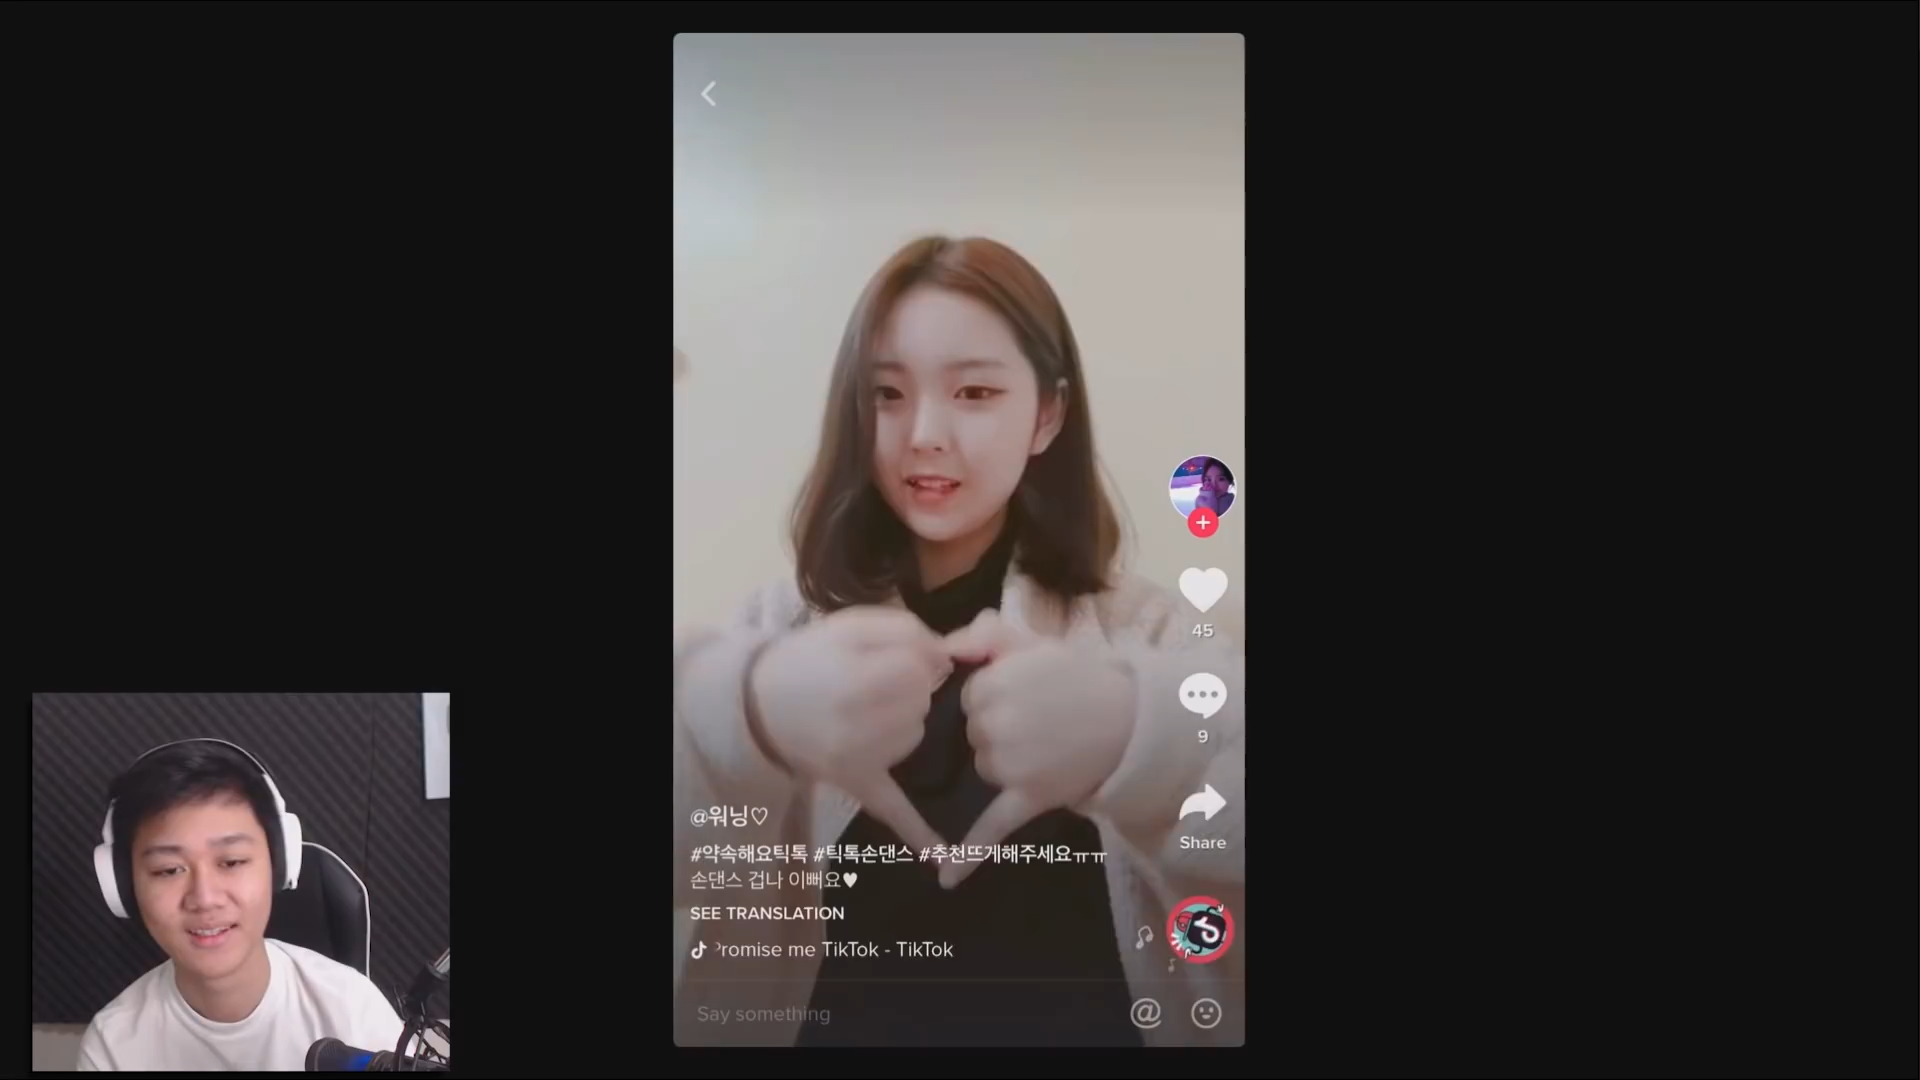 45
9
Share
@워닝♡
#약속해요틱톡 #틱톡손댄스 #추천뜨게해주세요ㅠㅠ
손댄스 겁나 이뻐요♥
SEE TRANSLATION
romise me TikTok - TikTok
Say something